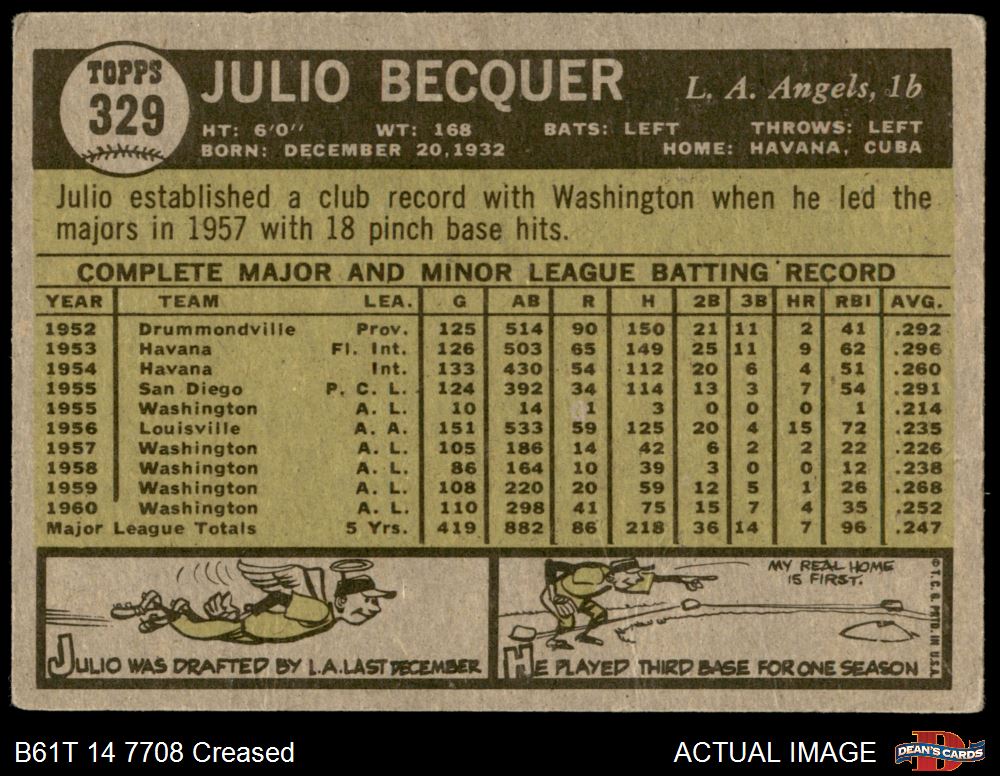 TOPPS
329
JULIO BECQUER
L. A. Angels, 1b
HT: 6'0'' WT: 168 BATS: LEFT THROWS: LEFT
BORN: DECEMBER 20,1932 HOME: HAVANA, CUBA
Julio established a club record with Washington when he led the
majors in 1957 with 18 pinch base hits.
COMPLETE MAJOR AND MINOR LEAGUE BATTING RECORD
YEAR TEAM LEA. G AB R H 2B 3B HR RBI AVG.
1952 Drummondville Prov. 125 514 90 150 21 11 2 41 .292
1953 Havana Fl. Int. 126 503 65 149 25 11 9 62 .296
1954 Havana Int. 133 430 54 112 20 6 4 51 .260
1955 San Diego P. C. L. 124 392 34 114 13 3 7 54 .291
1955 Washington A. L. 10 14 1 3 0 0 0 1 .214
1956 Louisville A. A. 151 533 59 125 20 4 15 72 .235
1957 Washington A. L. 105 186 14 42 6 2 2 22 .226
1958 Washington A. L. 86 164 10 39 3 0 0 12 .238
1959 Washington A. L. 108 220 20 59 12 5 1 26 .268
1960 Washington A. L. 110 298 41 75 15 7 4 35 .252
Major League Totals 5 Yrs. 419 882 86 218 36 14 7 96 .247
MY REAL HOME
IS FIRST.
JULIO WAS DRAFTED BY L.A. LAST DECEMBER
HE PLAYED THIRD BASE FOR ONE SEASON
© T. C. G. PRTD. IN U.S.A.
B61T 14 7708 Creased
ACTUAL IMAGE
D
DEAN'S CARDS